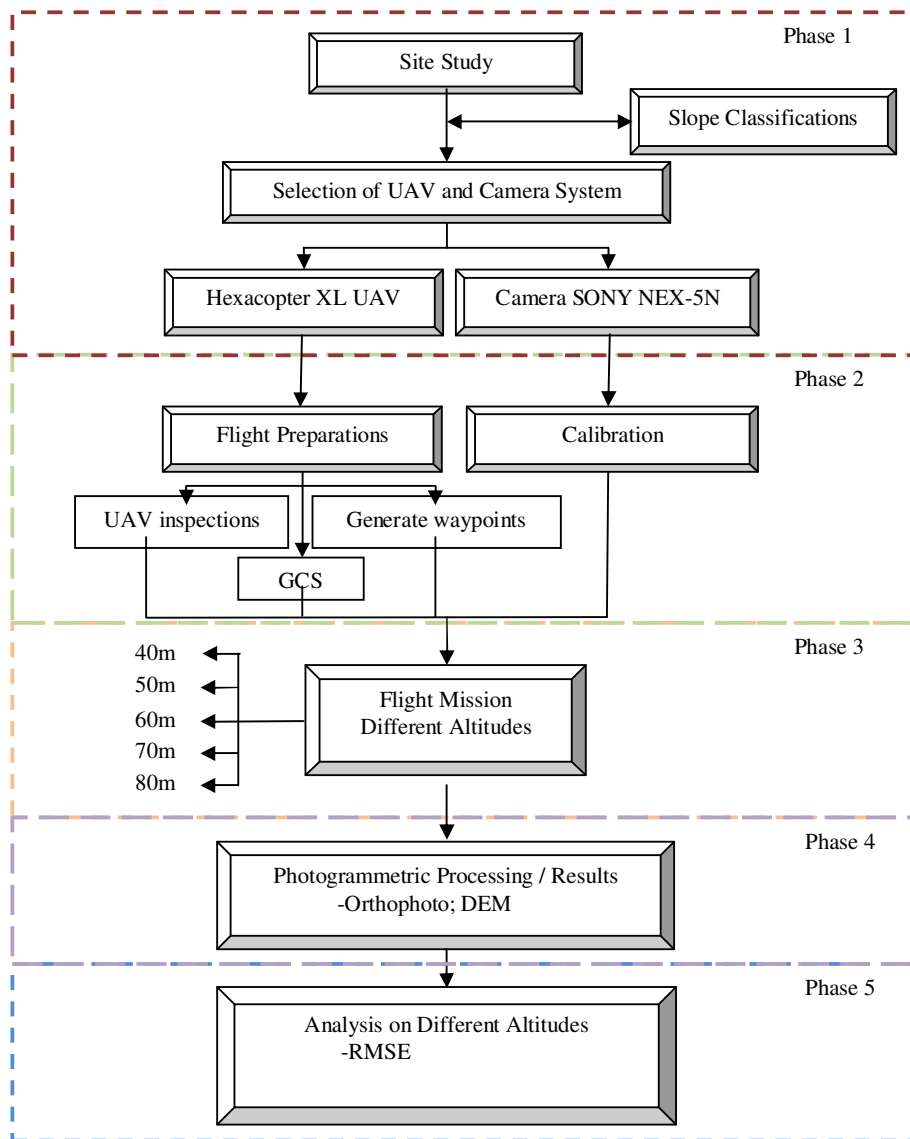 Phase 1
Site Study
Slope Classifications
Selection of UAV and Camera System
Hexacopter XL UAV
Camera SONY NEX-5N
Phase 2
Flight Preparations
Calibration
UAV inspections
Generate waypoints
GCS
Phase 3
40m
50m
60m
70m
80m
Flight Mission
Different Altitudes
Phase 4
Photogrammetric Processing / Results
-Orthophoto; DEM
Phase 5
Analysis on Different Altitudes
-RMSE